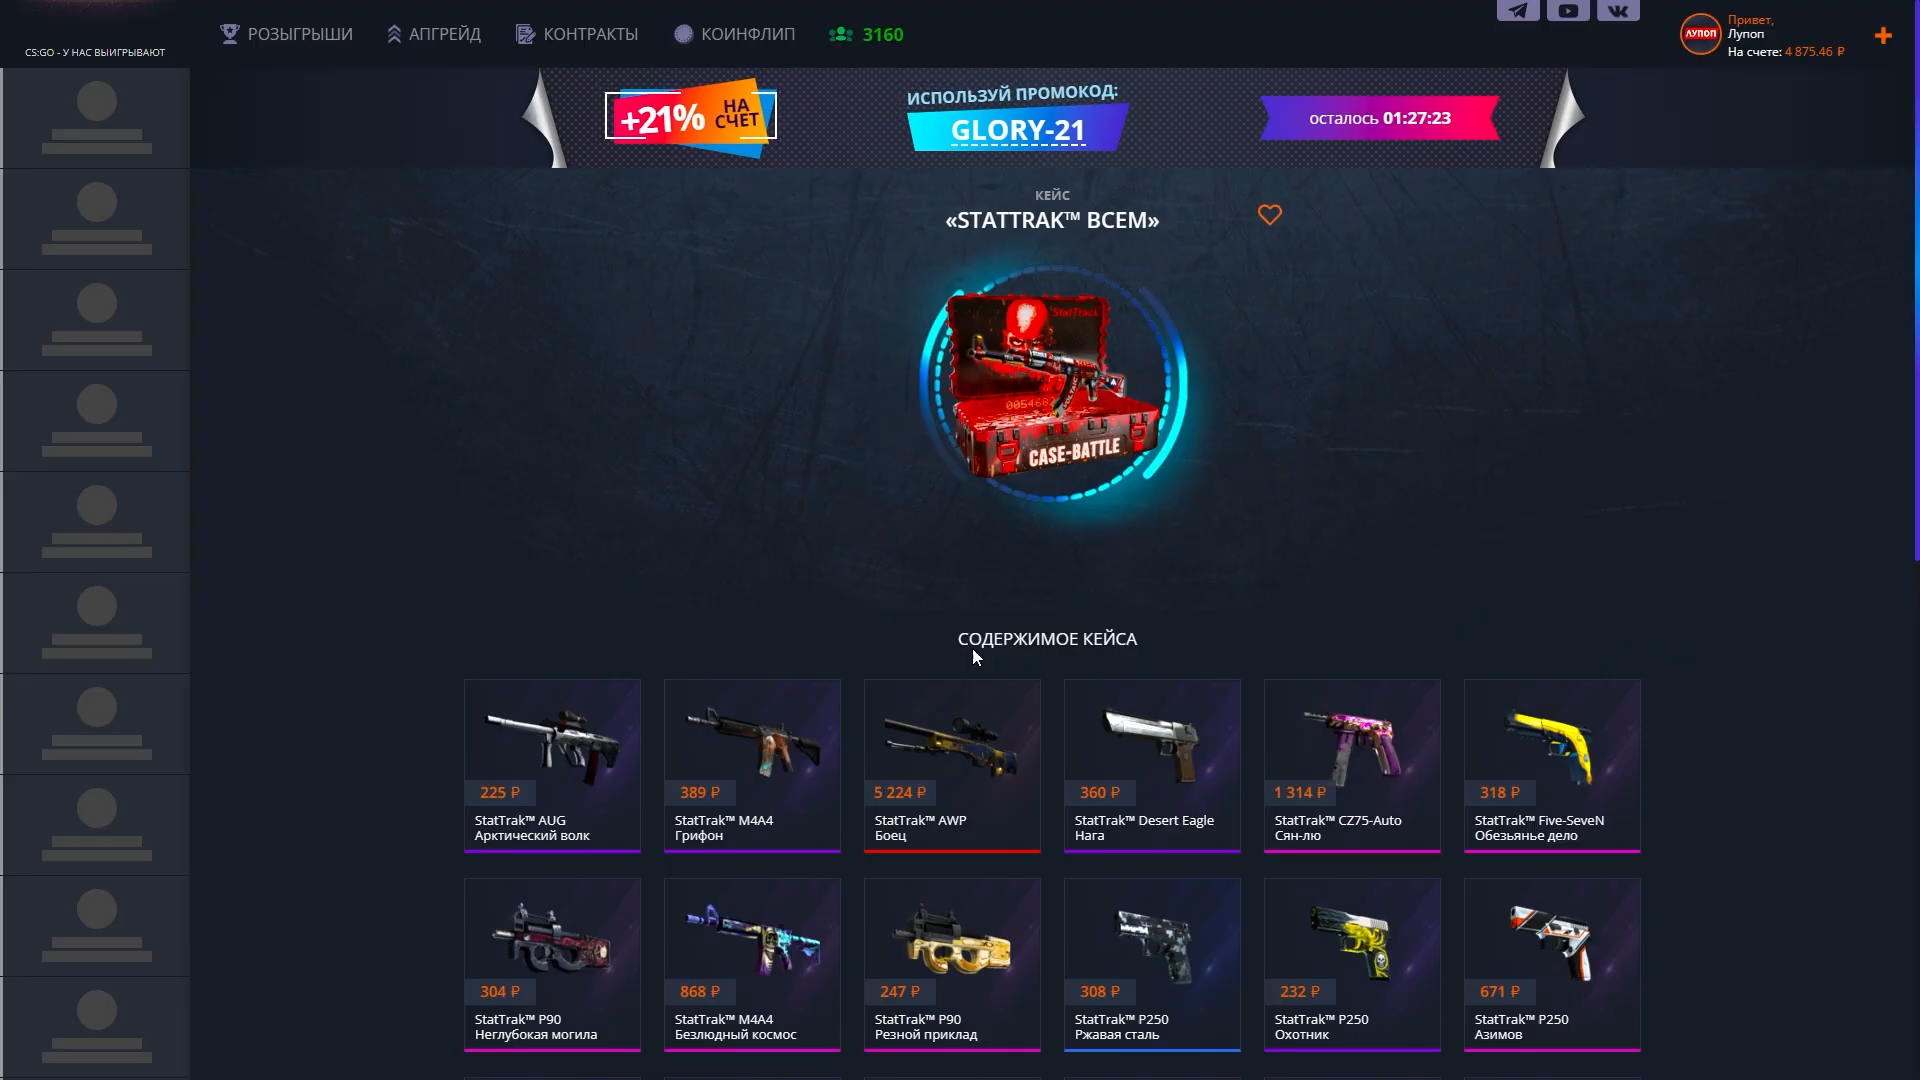 CS:GO - У НАС ВЫИГРЫВАЮТ
РОЗЫГРЫШИ
АПГРЕЙД
КОНТРАКТЫ
КОИНФЛИП
3160
ЛУПОП
Привет,
Лупоп
На счете: 4 875.46 ₽
+21% НА СЧЕТ
ИСПОЛЬЗУЙ ПРОМОКОД:
GLORY-21
осталось 01:27:23
КЕЙС
«STATTRAK™ ВСЕМ»
StatTrack
CASE-BATTLE
СОДЕРЖИМОЕ КЕЙСА
225 ₽
StatTrak™ AUG
Арктический волк
389 ₽
StatTrak™ M4A4
Грифон
5 224 ₽
StatTrak™ AWP
Боец
360 ₽
StatTrak™ Desert Eagle
Нага
1 314 ₽
StatTrak™ CZ75-Auto
Сян-лю
318 ₽
StatTrak™ Five-SeveN
Обезьянье дело
304 ₽
StatTrak™ P90
Неглубокая могила
868 ₽
StatTrak™ M4A4
Безлюдный космос
247 ₽
StatTrak™ P90
Резной приклад
308 ₽
StatTrak™ P250
Ржавая сталь
232 ₽
StatTrak™ P250
Охотник
671 ₽
StatTrak™ P250
Азимов